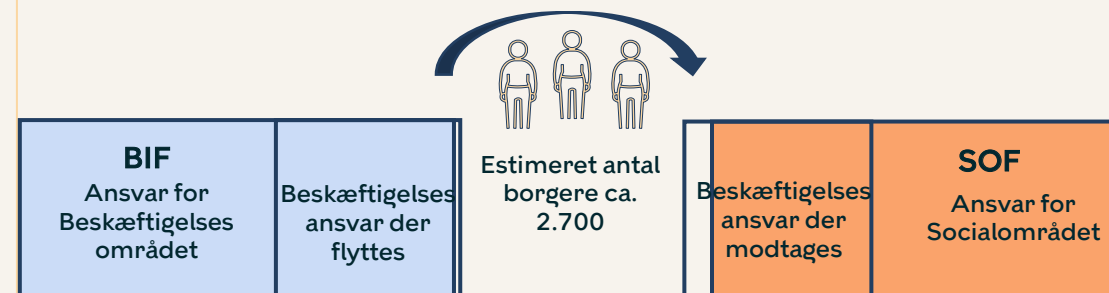 BIF
Ansvar for
Beskæftigelses
området
Beskæftigelses
ansvar der
flyttes
Estimeret antal
borgere ca.
2.700
Beskæftigelses
ansvar der
modtages
SOF
Ansvar for
Socialområdet